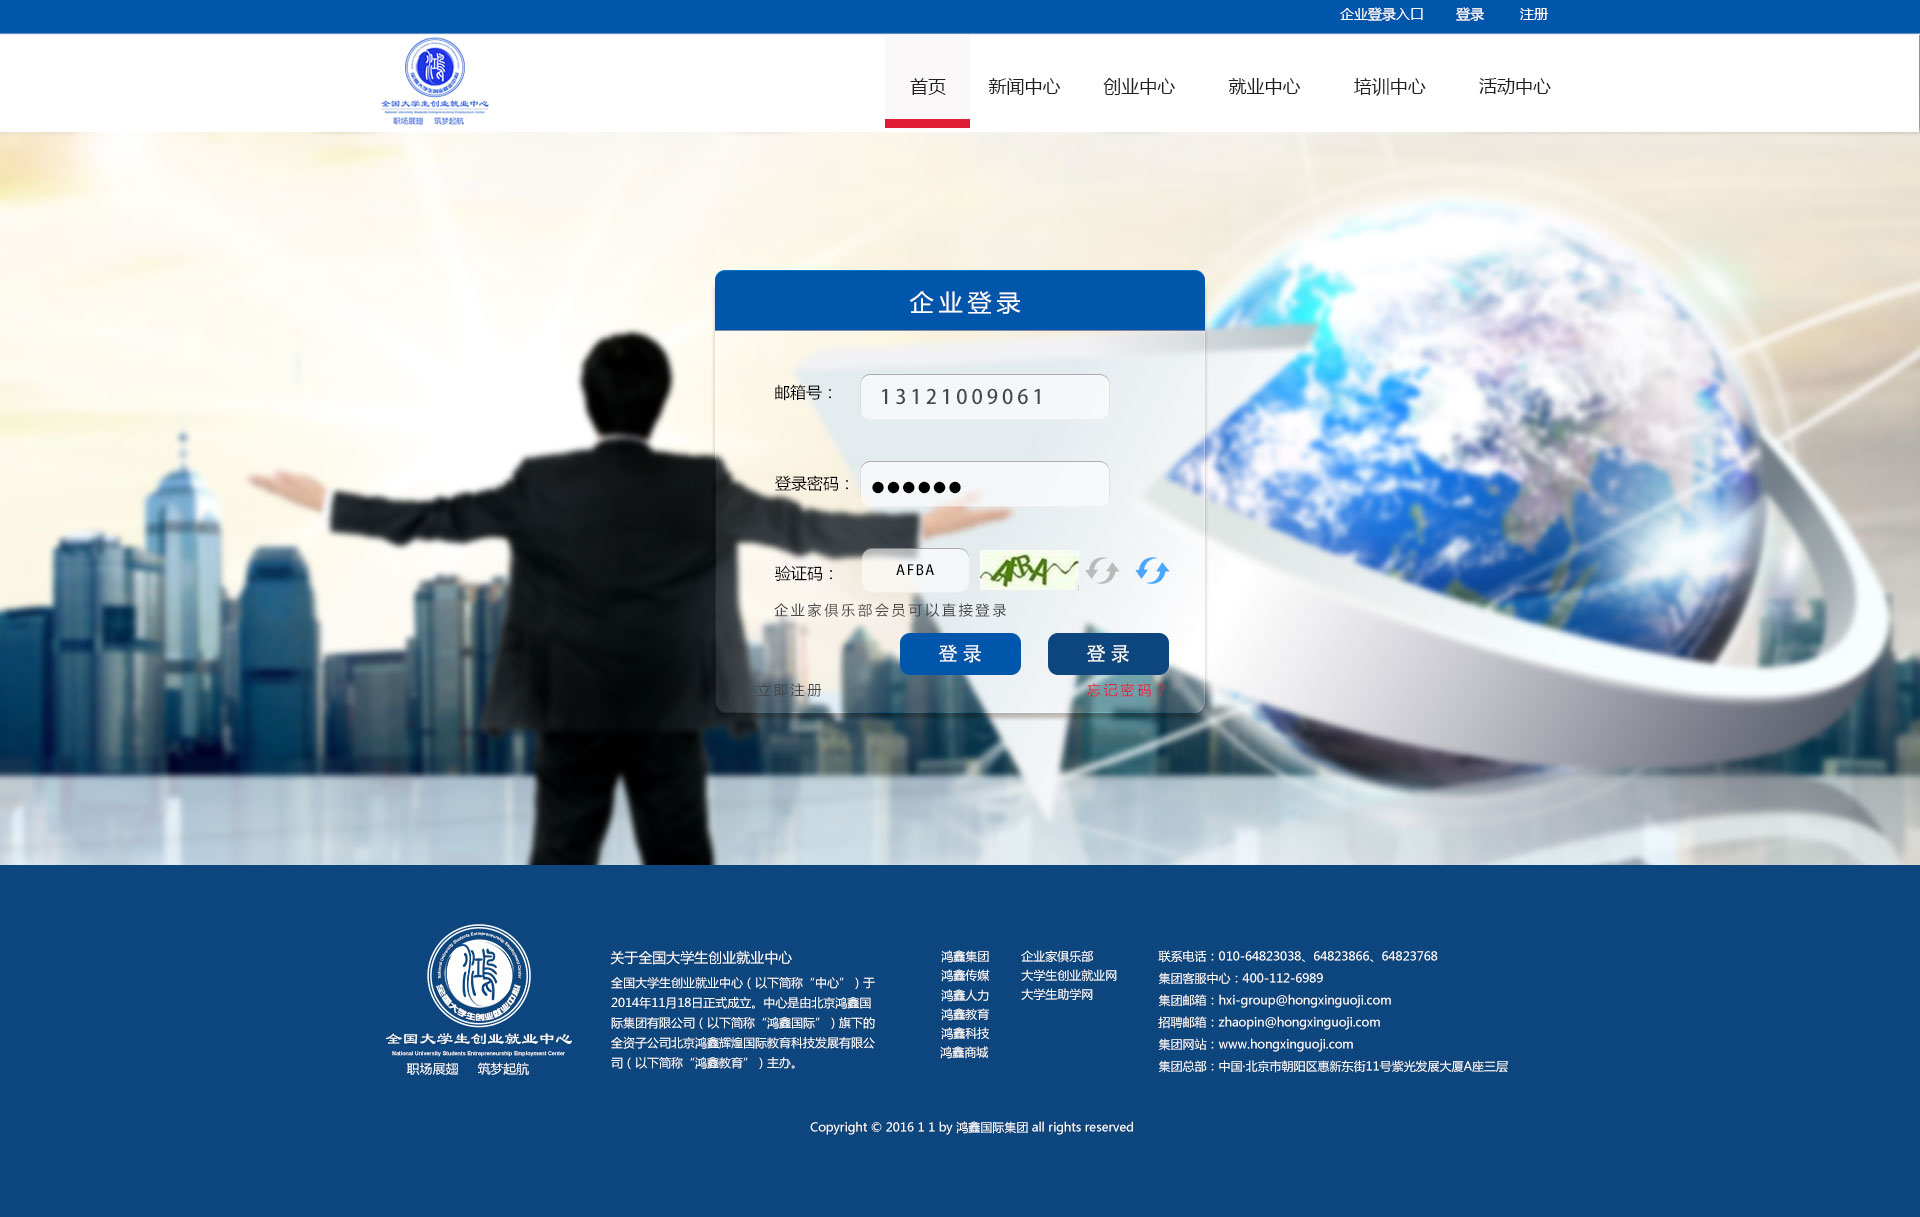 企业登录入口 登录 注册
全国大学生创业就业中心
National University Students Entrepreneurship Employment Center
职场展翅 筑梦起航
首页 新闻中心 创业中心 就业中心 培训中心 活动中心
企业登录
邮箱号： 13121009061
登录密码： ●●●●●●
验证码： AFBA AFBA
企业家俱乐部会员可以直接登录
登录 登录
立即注册 忘记密码？
全国大学生创业就业中心
National University Students Entrepreneurship Employment Center
职场展翅 筑梦起航
关于全国大学生创业就业中心
全国大学生创业就业中心（以下简称“中心”）于
2014年11月18日正式成立。中心是由北京鸿鑫国
际集团有限公司（以下简称“鸿鑫国际”）旗下的
全资子公司北京鸿鑫辉煌国际教育科技发展有限公
司（以下简称“鸿鑫教育”）主办。
鸿鑫集团
鸿鑫传媒
鸿鑫人力
鸿鑫教育
鸿鑫科技
鸿鑫商城
企业家俱乐部
大学生创业就业网
大学生助学网
联系电话：010-64823038、64823866、64823768
集团客服中心：400-112-6989
集团邮箱：hxi-group@hongxinguoji.com
招聘邮箱：zhaopin@hongxinguoji.com
集团网站：www.hongxinguoji.com
集团总部：中国·北京市朝阳区惠新东街11号紫光发展大厦A座三层
Copyright © 2016 1 1 by 鸿鑫国际集团 all rights reserved